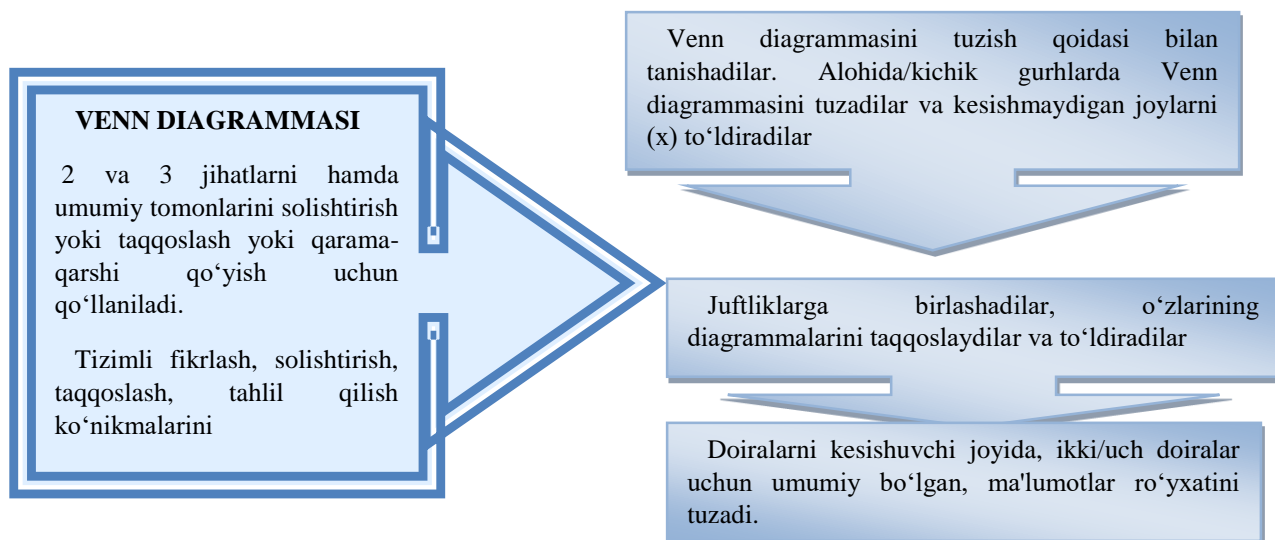 VENN DIAGRAMMASI
2 va 3 jihatlarni hamda
umumiy tomonlarini solishtirish
yoki taqqoslash yoki qarama-
qarshi qo‘yish uchun
qo‘llaniladi.
Tizimli fikrlash, solishtirish,
taqqoslash, tahlil qilish
ko‘nikmalarini
Venn diagrammasini tuzish qoidasi bilan
tanishadilar. Alohida/kichik gurhlarda Venn
diagrammasini tuzadilar va kesishmaydigan joylarni
(x) to‘ldiradilar
Juftliklarga birlashadilar, o‘zlarining
diagrammalarini taqqoslaydilar va to‘ldiradilar
Doiralarni kesishuvchi joyida, ikki/uch doiralar
uchun umumiy bo‘lgan, ma'lumotlar ro‘yxatini
tuzadi.